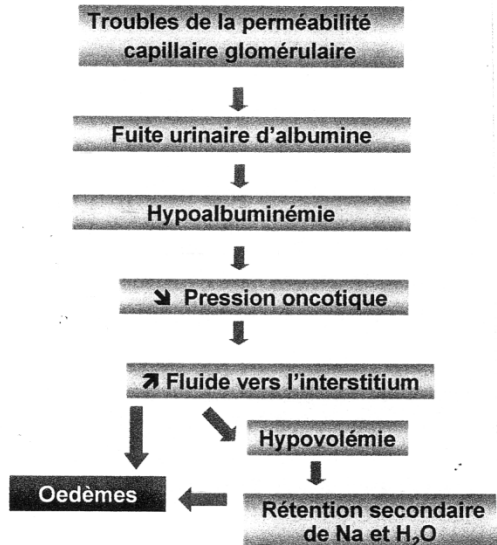 Troubles de la perméabilité
capillaire glomérulaire
Fuite urinaire d'albumine
Hypoalbuminémie
↘ Pression oncotique
↗ Fluide vers l'interstitium
Hypovolémie
Oedèmes
Rétention secondaire
de Na et H₂O